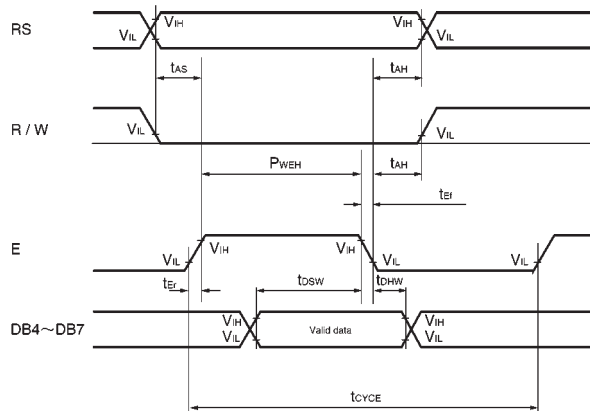 RS
VIH
VIL
VIH
VIL
tAS
tAH
R / W
VIL
VIL
PWEH
tAH
tEf
E
VIL
VIH
VIH
VIL
VIL
tEr
tDSW
tDHW
DB4～DB7
VIH
VIL
Valid data
VIH
VIL
tCYCE